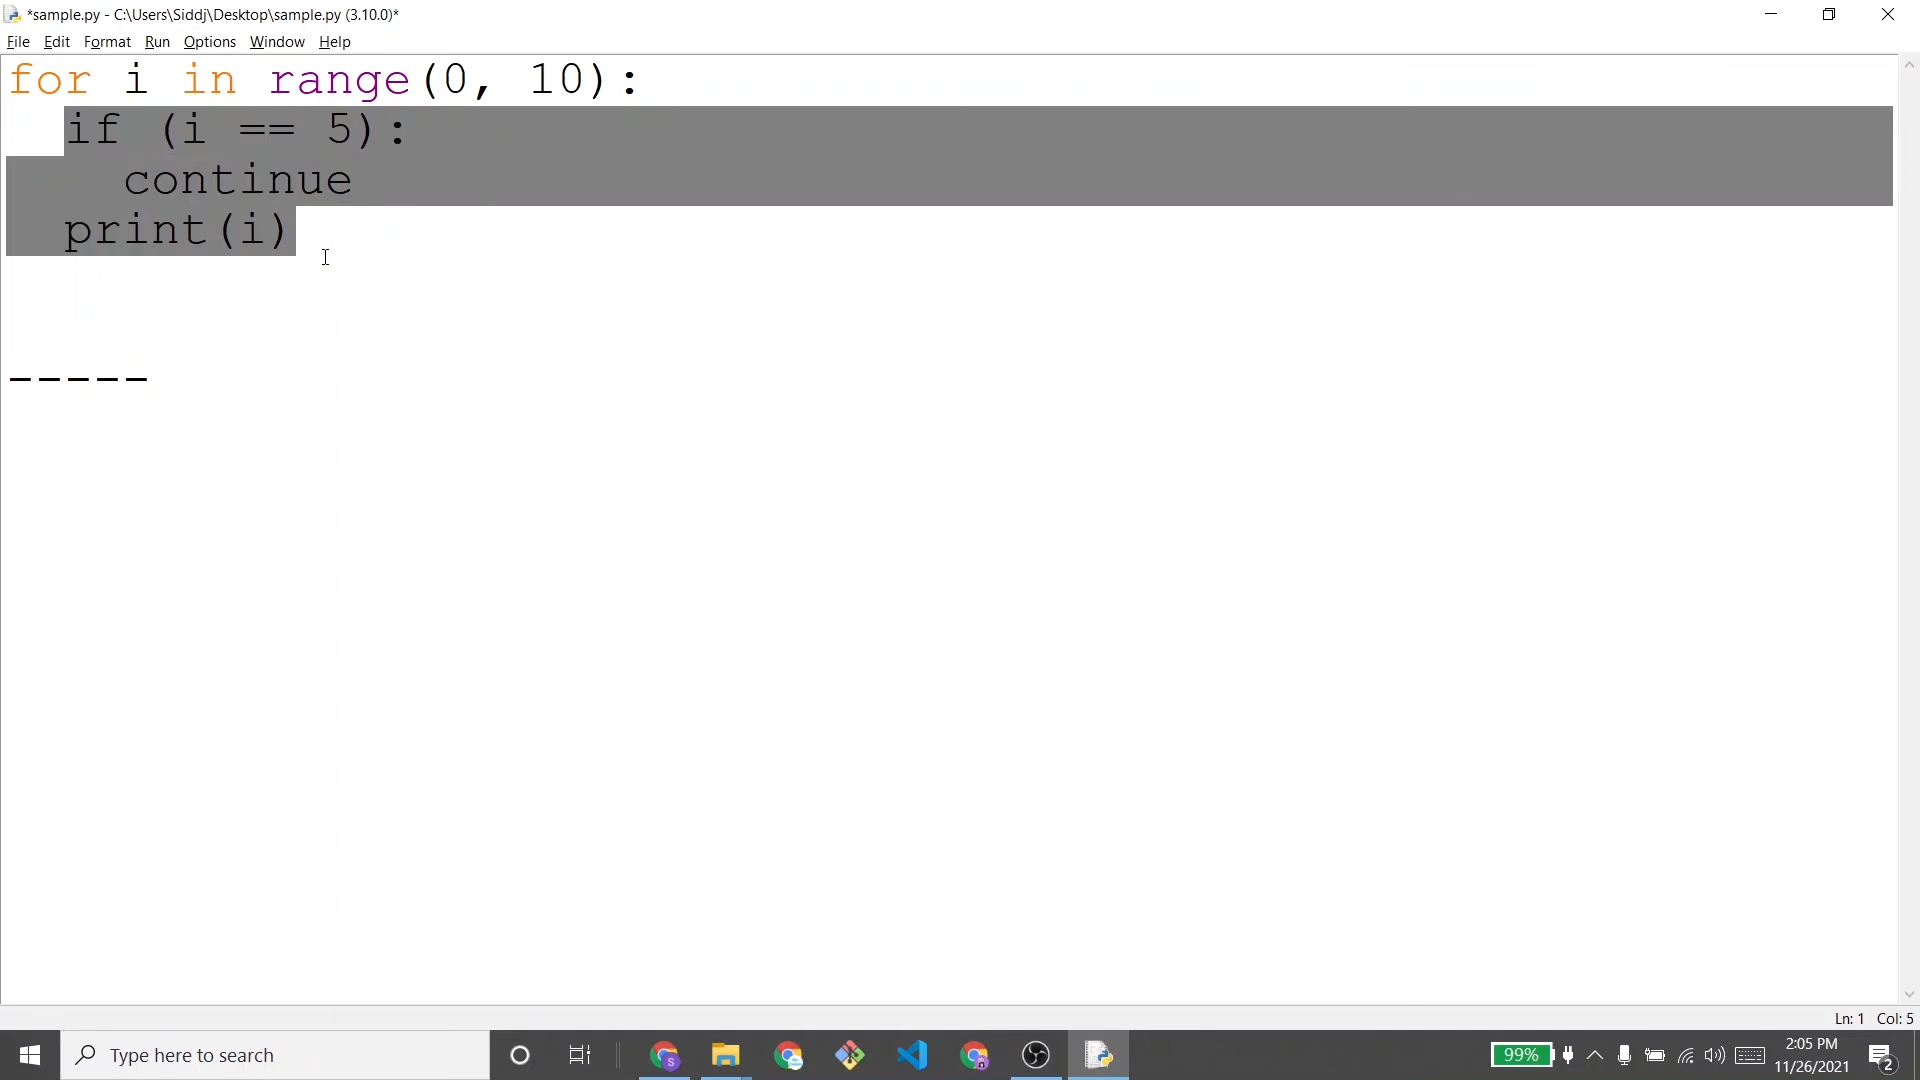 *sample.py - C:\Users\Siddj\Desktop\sample.py (3.10.0)*
File Edit Format Run Options Window Help
for i in range(0, 10):
  if (i == 5):
    continue
  print(i)
-----
Ln: 1 Col: 5
Type here to search
S
99%
2:05 PM
11/26/2021
2